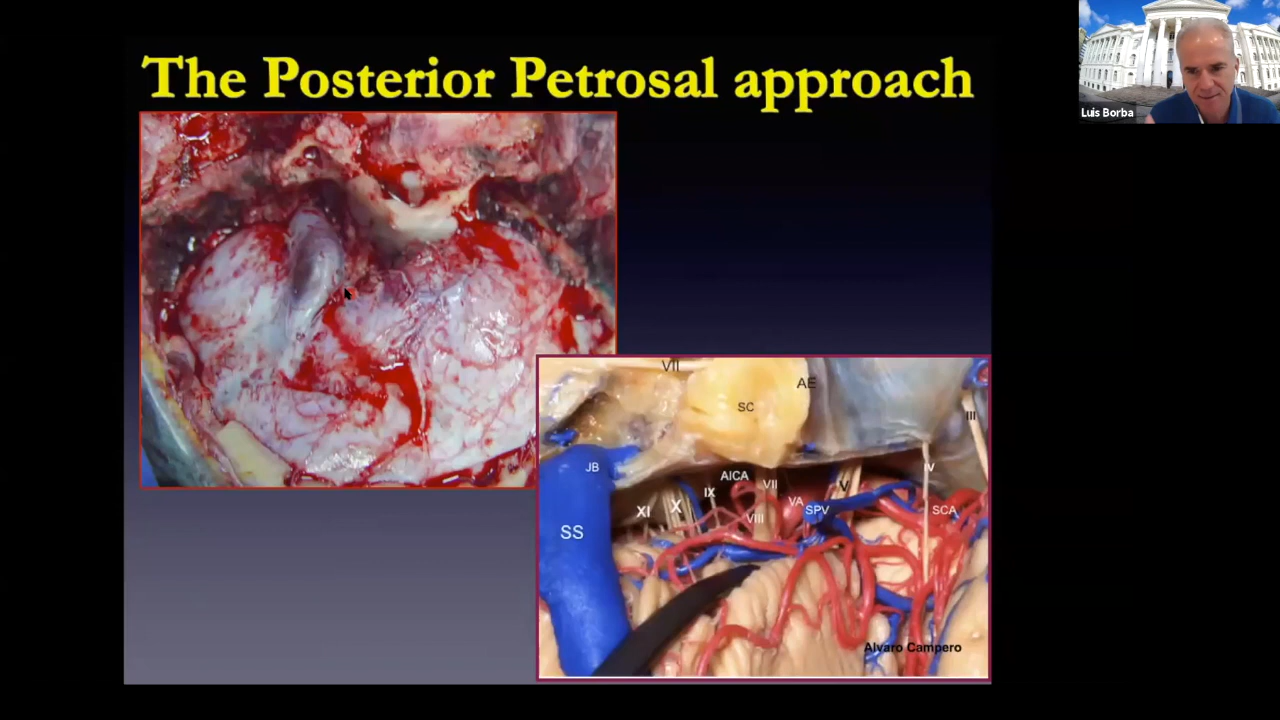 The Posterior Petrosal approach
Luis Borba
VII
AE
SC
III
JB
AICA
IV
IX
VII
V
XI
X
VA
SPV
SCA
VIII
SS
Alvaro Campero